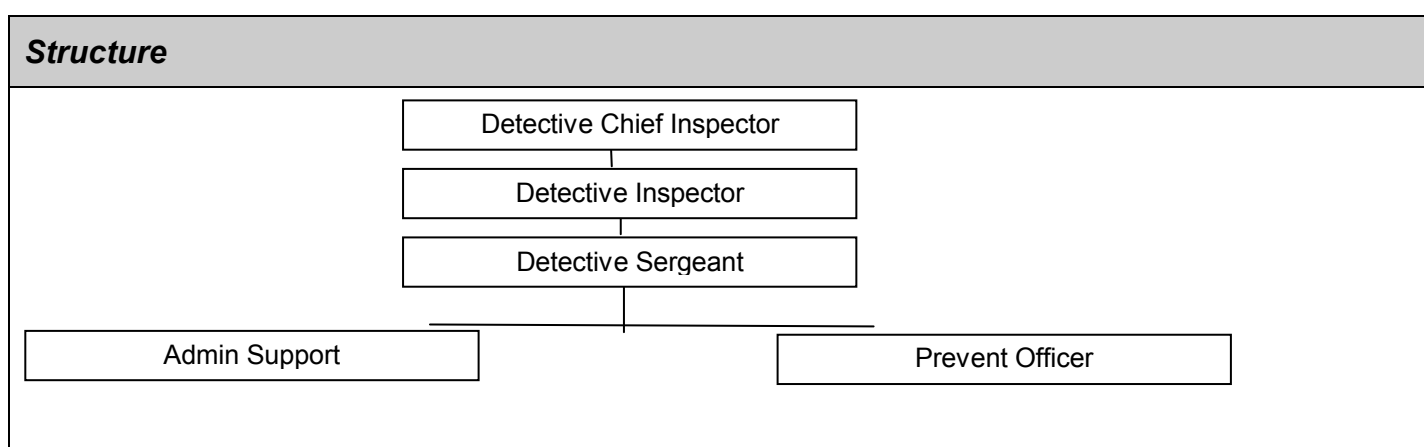 Structure
Detective Chief Inspector
Detective Inspector
Detective Sergeant
Admin Support
Prevent Officer